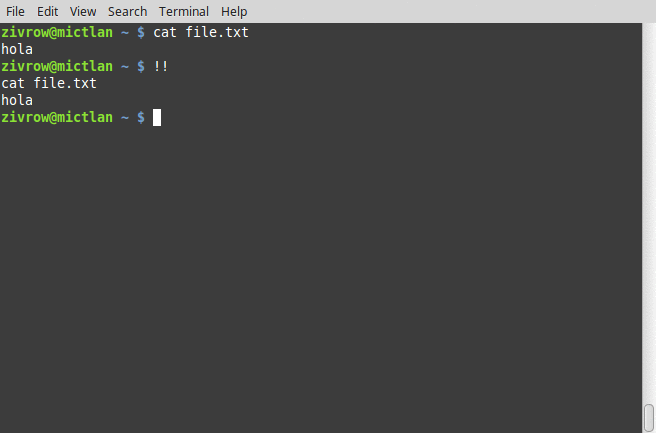 File Edit View Search Terminal Help
zivrow@mictlan ~ $ cat file.txt
hola
zivrow@mictlan ~ $ !!
cat file.txt
hola
zivrow@mictlan ~ $